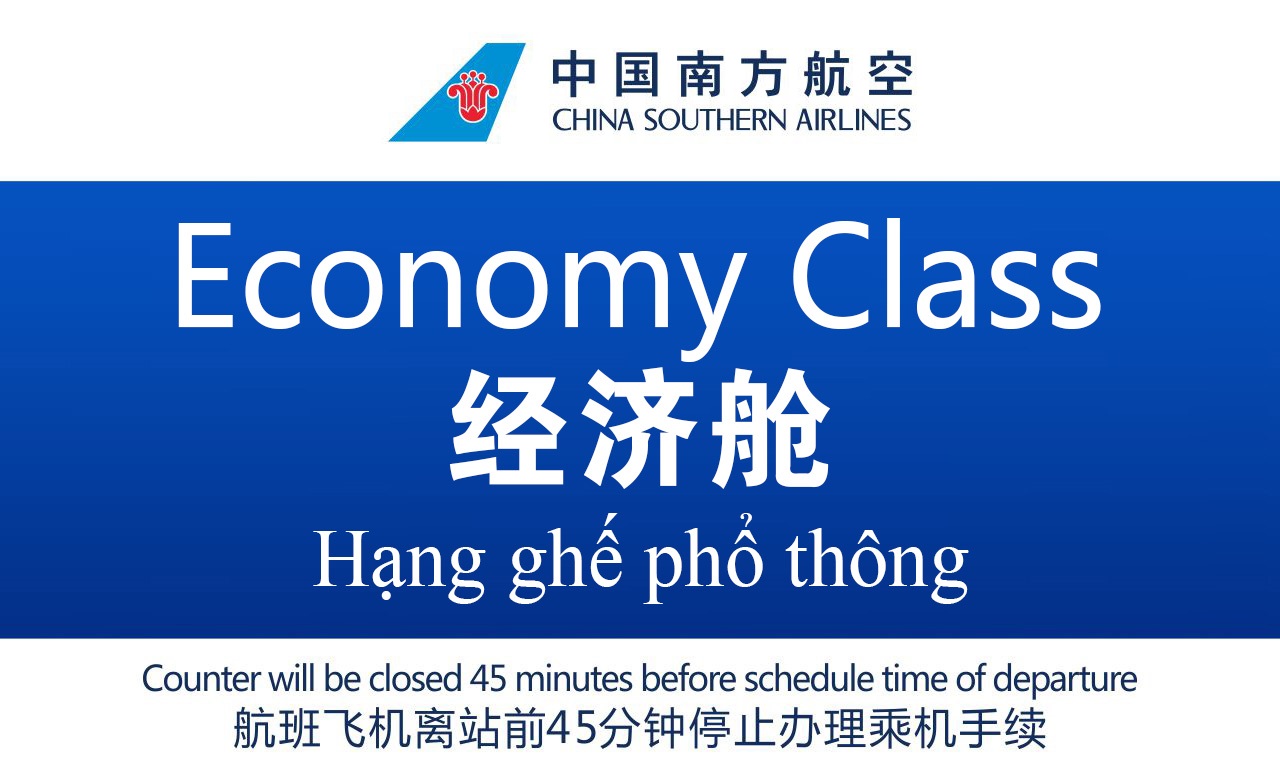 中国南方航空
CHINA SOUTHERN AIRLINES
Economy Class
经济舱
Hạng ghế phổ thông
Counter will be closed 45 minutes before schedule time of departure
航班飞机离站前45分钟停止办理乘机手续